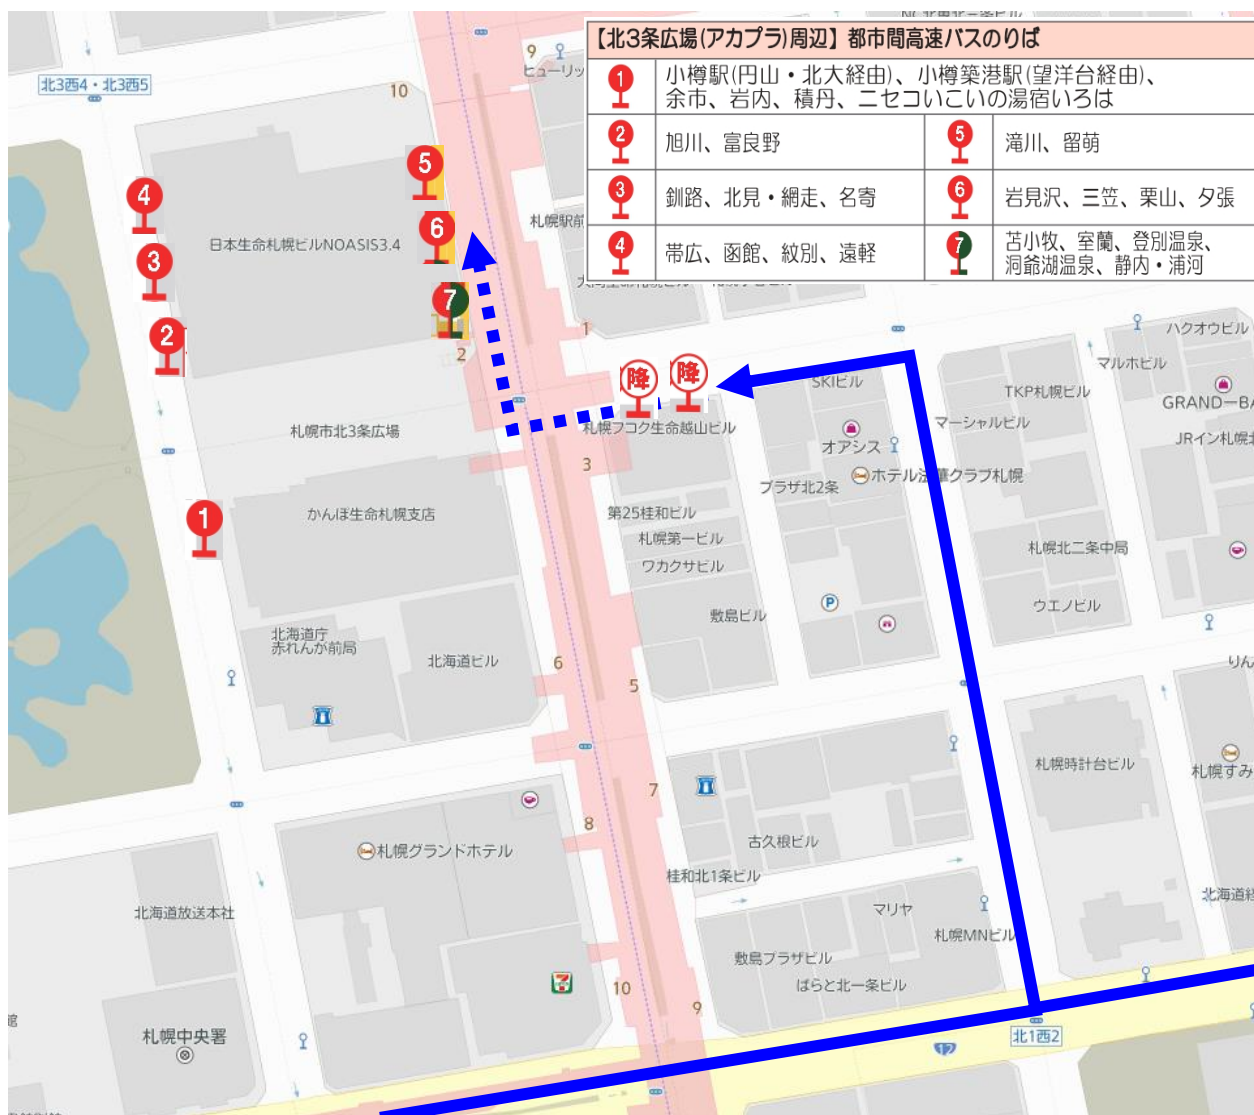 【北3条広場(アカプラ)周辺】都市間高速バスのりば
1
小樽駅(円山・北大経由)、小樽築港駅(望洋台経由)、
余市、岩内、積丹、ニセコいこいの湯宿いろは
2
旭川、富良野
5
滝川、留萌
3
釧路、北見・網走、名寄
6
岩見沢、三笠、栗山、夕張
4
帯広、函館、紋別、遠軽
7
苫小牧、室蘭、登別温泉、
洞爺湖温泉、静内・浦河
9
ヒューリッ
北3西4・北3西5
10
5
4
6
札幌駅前
日本生命札幌ビルNOASIS3.4
3
7
1
2
2
ハクオウビル
マルホビル
降
降
SKIビル
TKP札幌ビル
GRAND-BA
マーシャルビル
札幌市北3条広場
札幌フコク生命越山ビル
JRイン札幌北
オアシス
3
プラザ北2条
ホテル法華クラブ札幌
1
かんぽ生命札幌支店
第25桂和ビル
札幌第一ビル
札幌北二条中局
ワカクサビル
ウエノビル
敷島ビル
P
北海道庁
赤れんが前局
北海道ビル
6
5
りん
札幌時計台ビル
札幌すみ
7
8
古久根ビル
札幌グランドホテル
桂和北1条ビル
北海道放送本社
マリヤ
北海道経
札幌MNビル
敷島プラザビル
ぱらと北一条ビル
10
9
館
札幌中央署
北1西2
12